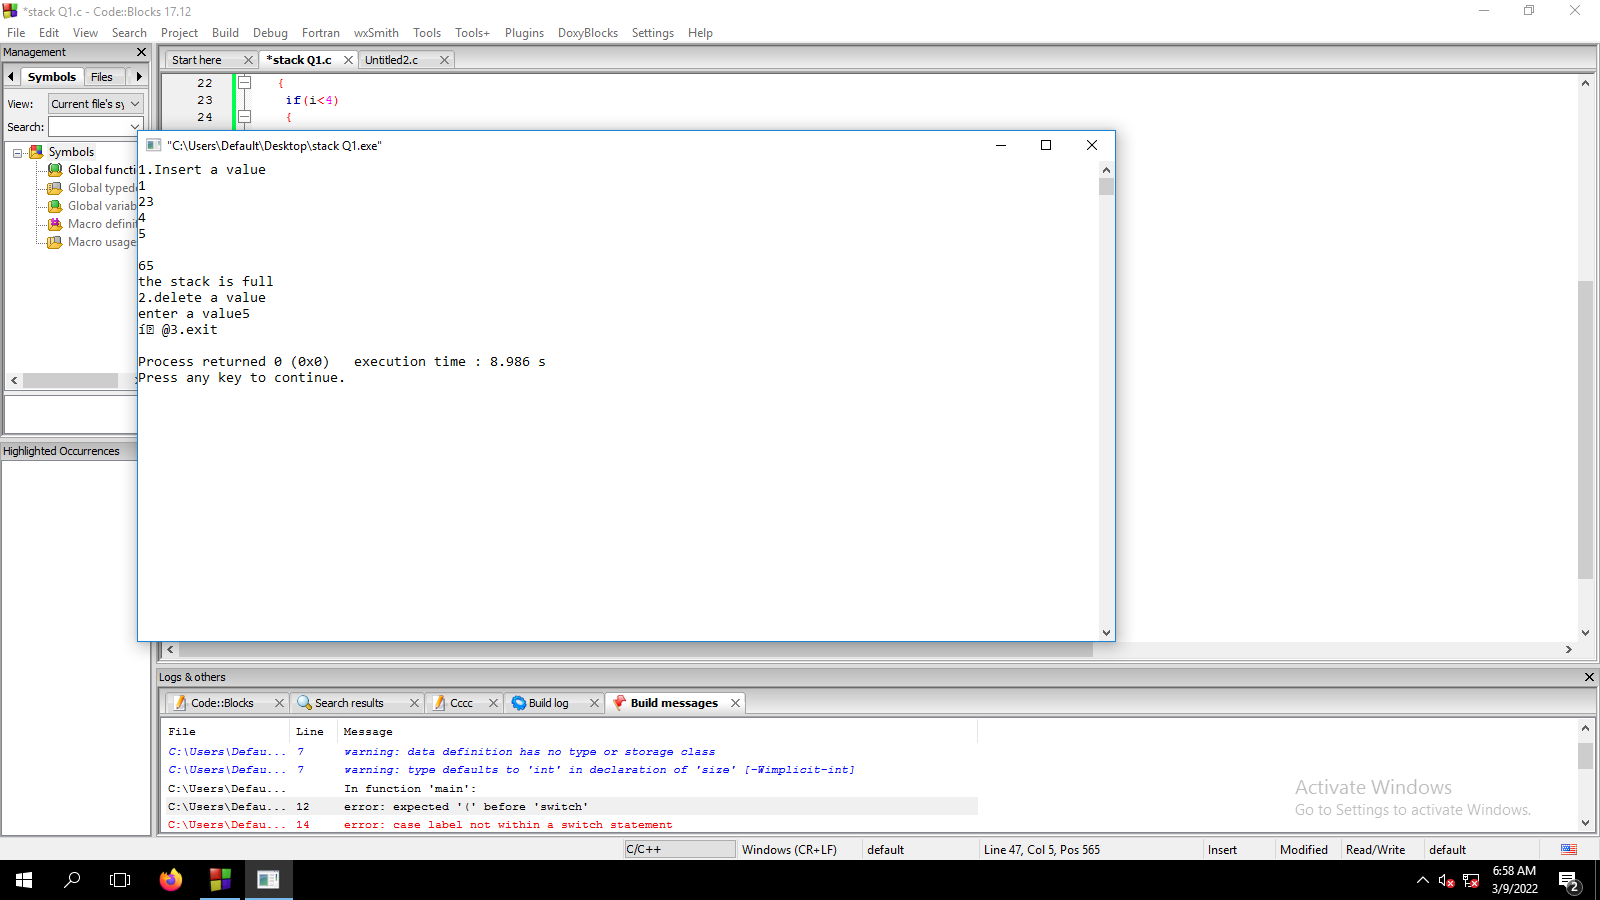 *stack Q1.c - Code::Blocks 17.12
File Edit View Search Project Build Debug Fortran wxSmith Tools Tools+ Plugins DoxyBlocks Settings Help
Management
Start here *stack Q1.c Untitled2.c
Symbols Files
View: Current file's sy
Search:
Symbols
Global functi
Global typed
Global variab
Macro defini
Macro usage
22 {
23 if(i<4)
24 {
"C:\Users\Default\Desktop\stack Q1.exe"
1.Insert a value
1
23
4
5
65
the stack is full
2.delete a value
enter a value5
@3.exit
Process returned 0 (0x0) execution time : 8.986 s
Press any key to continue.
Highlighted Occurrences
Logs & others
Code::Blocks Search results Cccc Build log Build messages
File Line Message
C:\Users\Defau... 7 warning: data definition has no type or storage class
C:\Users\Defau... 7 warning: type defaults to 'int' in declaration of 'size' [-Wimplicit-int]
C:\Users\Defau... In function 'main':
C:\Users\Defau... 12 error: expected '(' before 'switch'
C:\Users\Defau... 14 error: case label not within a switch statement
Activate Windows
Go to Settings to activate Windows.
C/C++ Windows (CR+LF) default Line 47, Col 5, Pos 565 Insert Modified Read/Write default
6:58 AM
3/9/2022
2